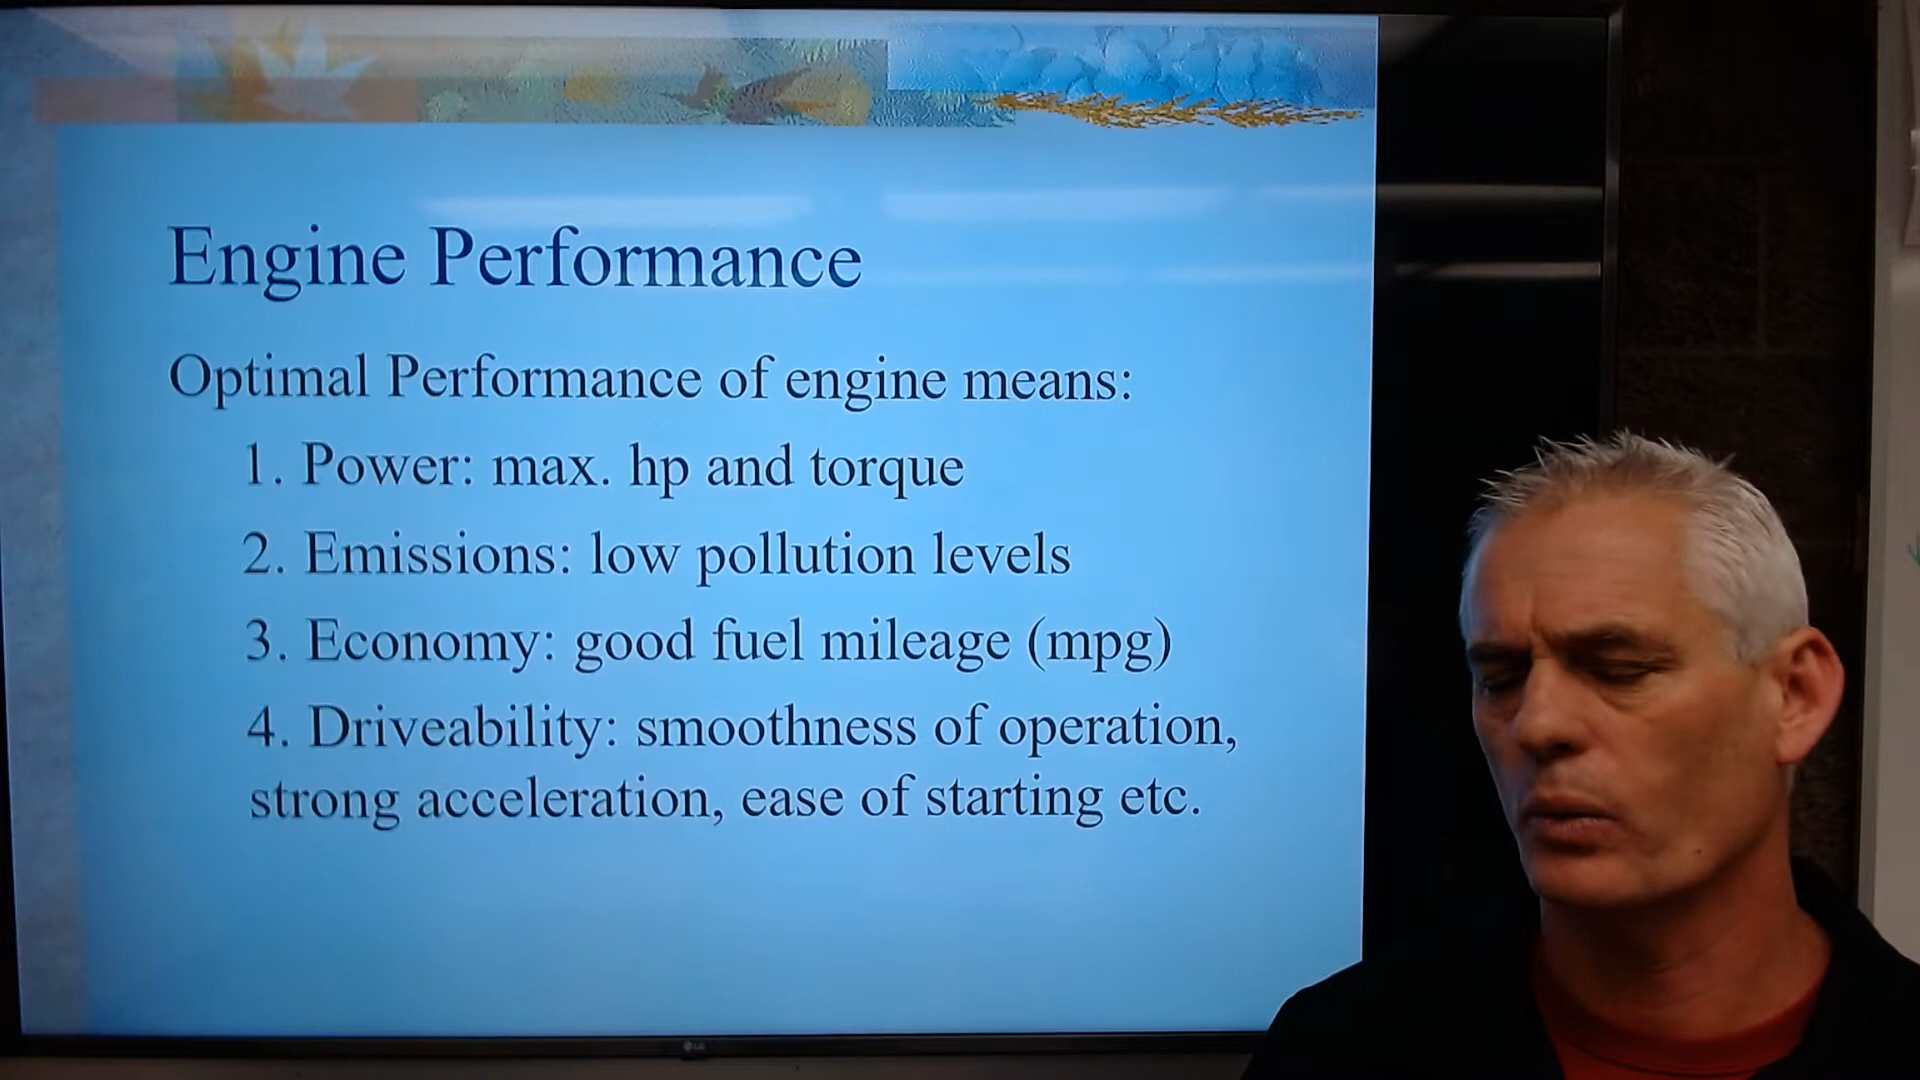 Engine Performance
Optimal Performance of engine means:
1. Power: max. hp and torque
2. Emissions: low pollution levels
3. Economy: good fuel mileage (mpg)
4. Driveability: smoothness of operation,
strong acceleration, ease of starting etc.
LG